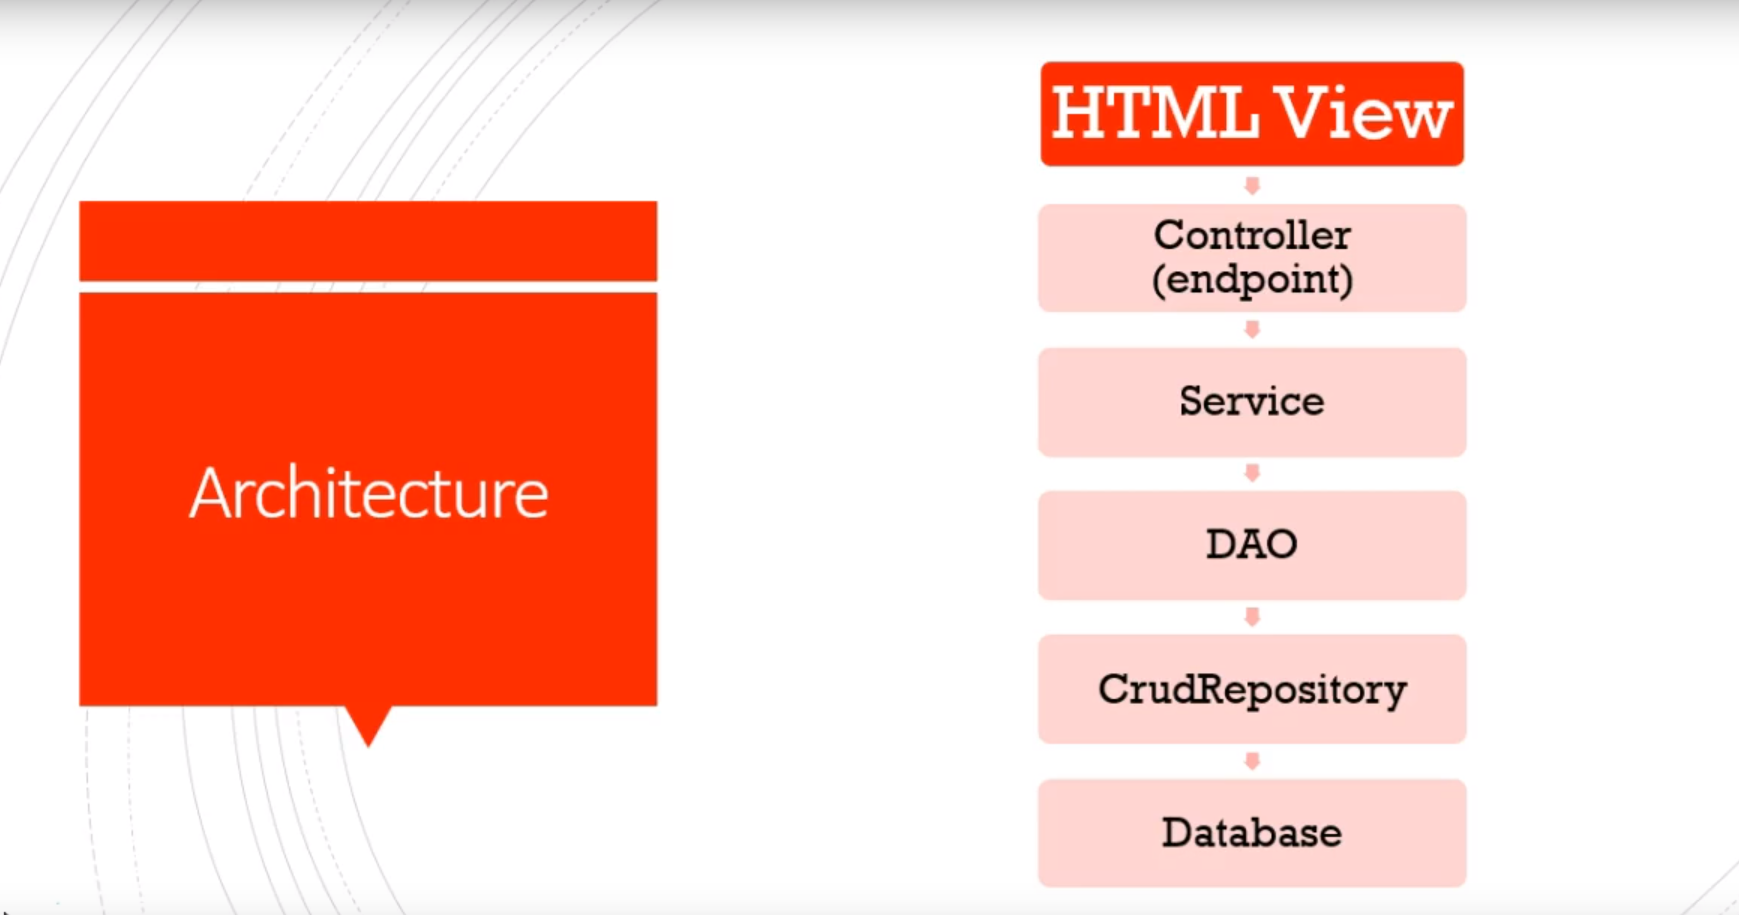 Architecture
HTML View
Controller
(endpoint)
Service
DAO
CrudRepository
Database